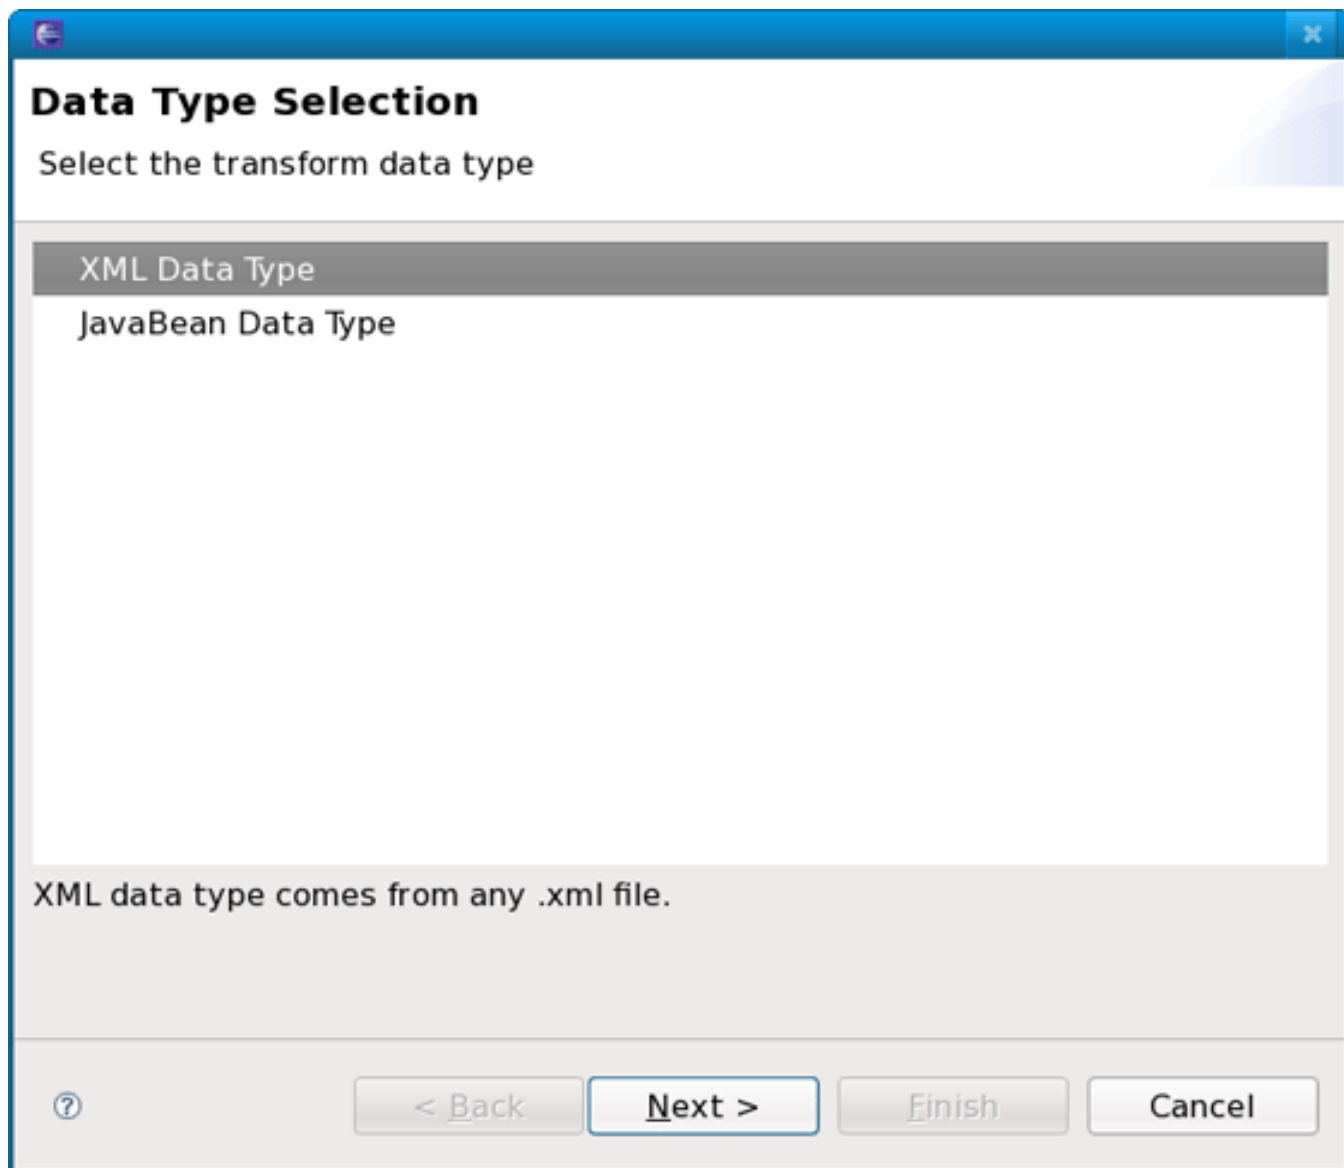 Data Type Selection
Select the transform data type
XML Data Type
JavaBean Data Type
XML data type comes from any .xml file.
< Back Next > Finish Cancel